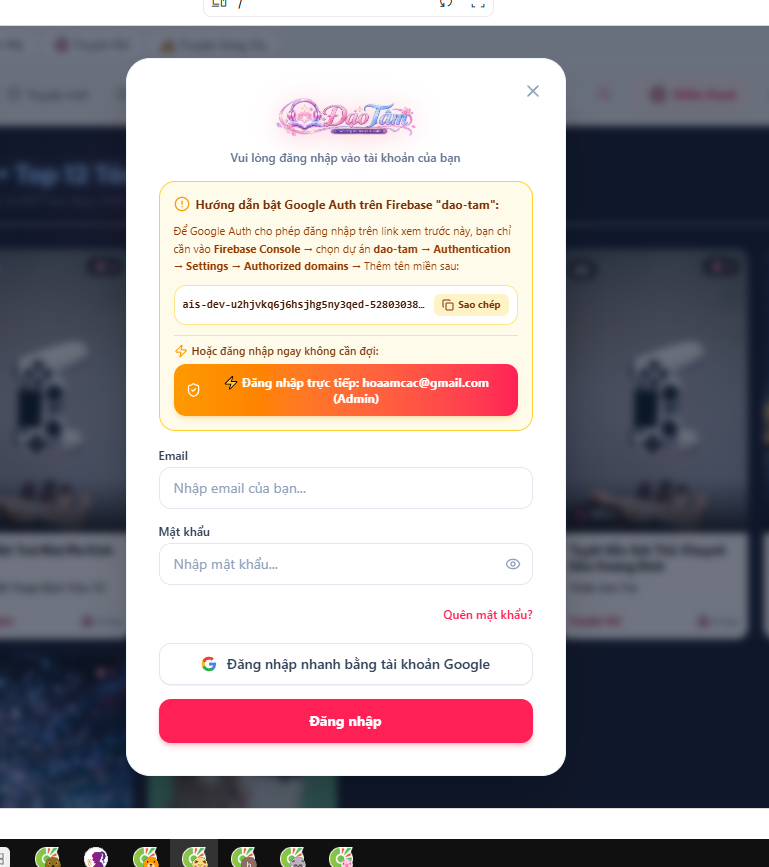 Đạo Tâm
Vui lòng đăng nhập vào tài khoản của bạn
Hướng dẫn bật Google Auth trên Firebase "dao-tam":
Để Google Auth cho phép đăng nhập trên link xem trước này, bạn chỉ
cần vào Firebase Console → chọn dự án dao-tam → Authentication
→ Settings → Authorized domains → Thêm tên miền sau:
ais-dev-u2hjvkq6j6hsjhg5ny3qed-52803038…
Sao chép
Hoặc đăng nhập ngay không cần đợi:
Đăng nhập trực tiếp: hoaamcac@gmail.com
(Admin)
Email
Nhập email của bạn...
Mật khẩu
Nhập mật khẩu...
Quên mật khẩu?
Đăng nhập nhanh bằng tài khoản Google
Đăng nhập